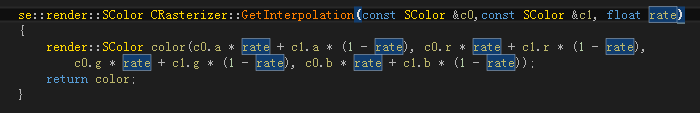 se::render::SColor CRasterizer::GetInterpolation(const SColor &c0,const SColor &c1, float rate)
{
render::SColor color(c0.a * rate + c1.a * (1 - rate), c0.r * rate + c1.r * (1 - rate),
c0.g * rate + c1.g * (1 - rate), c0.b * rate + c1.b * (1 - rate));
return color;
}